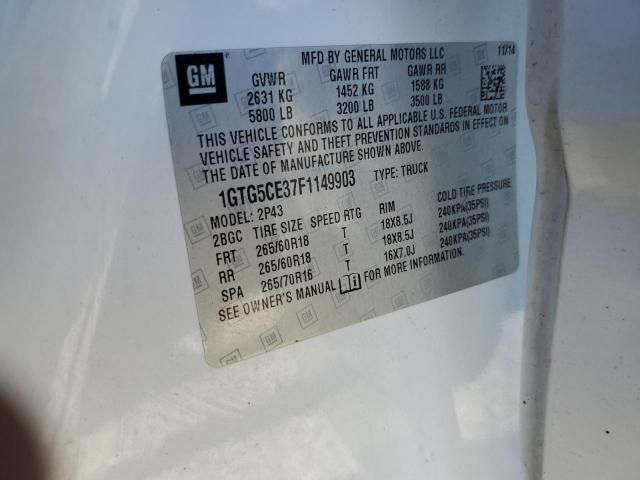 GM
MFD BY GENERAL MOTORS LLC 11/14
GVWR GAWR FRT GAWR RR
2631 KG 1452 KG 1588 KG
5800 LB 3200 LB 3500 LB
THIS VEHICLE CONFORMS TO ALL APPLICABLE U.S. FEDERAL MOTOR
VEHICLE SAFETY AND THEFT PREVENTION STANDARDS IN EFFECT ON
THE DATE OF MANUFACTURE SHOWN ABOVE.
1GTG5CE37F1149903 TYPE: TRUCK
MODEL: 2P43
2BGC TIRE SIZE SPEED RTG RIM COLD TIRE PRESSURE
FRT 265/60R18 T 18X8.5J 240KPA(35PSI)
RR 265/60R18 T 18X8.5J 240KPA(35PSI)
SPA 265/70R16 T 16X7.0J 240KPA(35PSI)
SEE OWNER'S MANUAL FOR MORE INFORMATION.